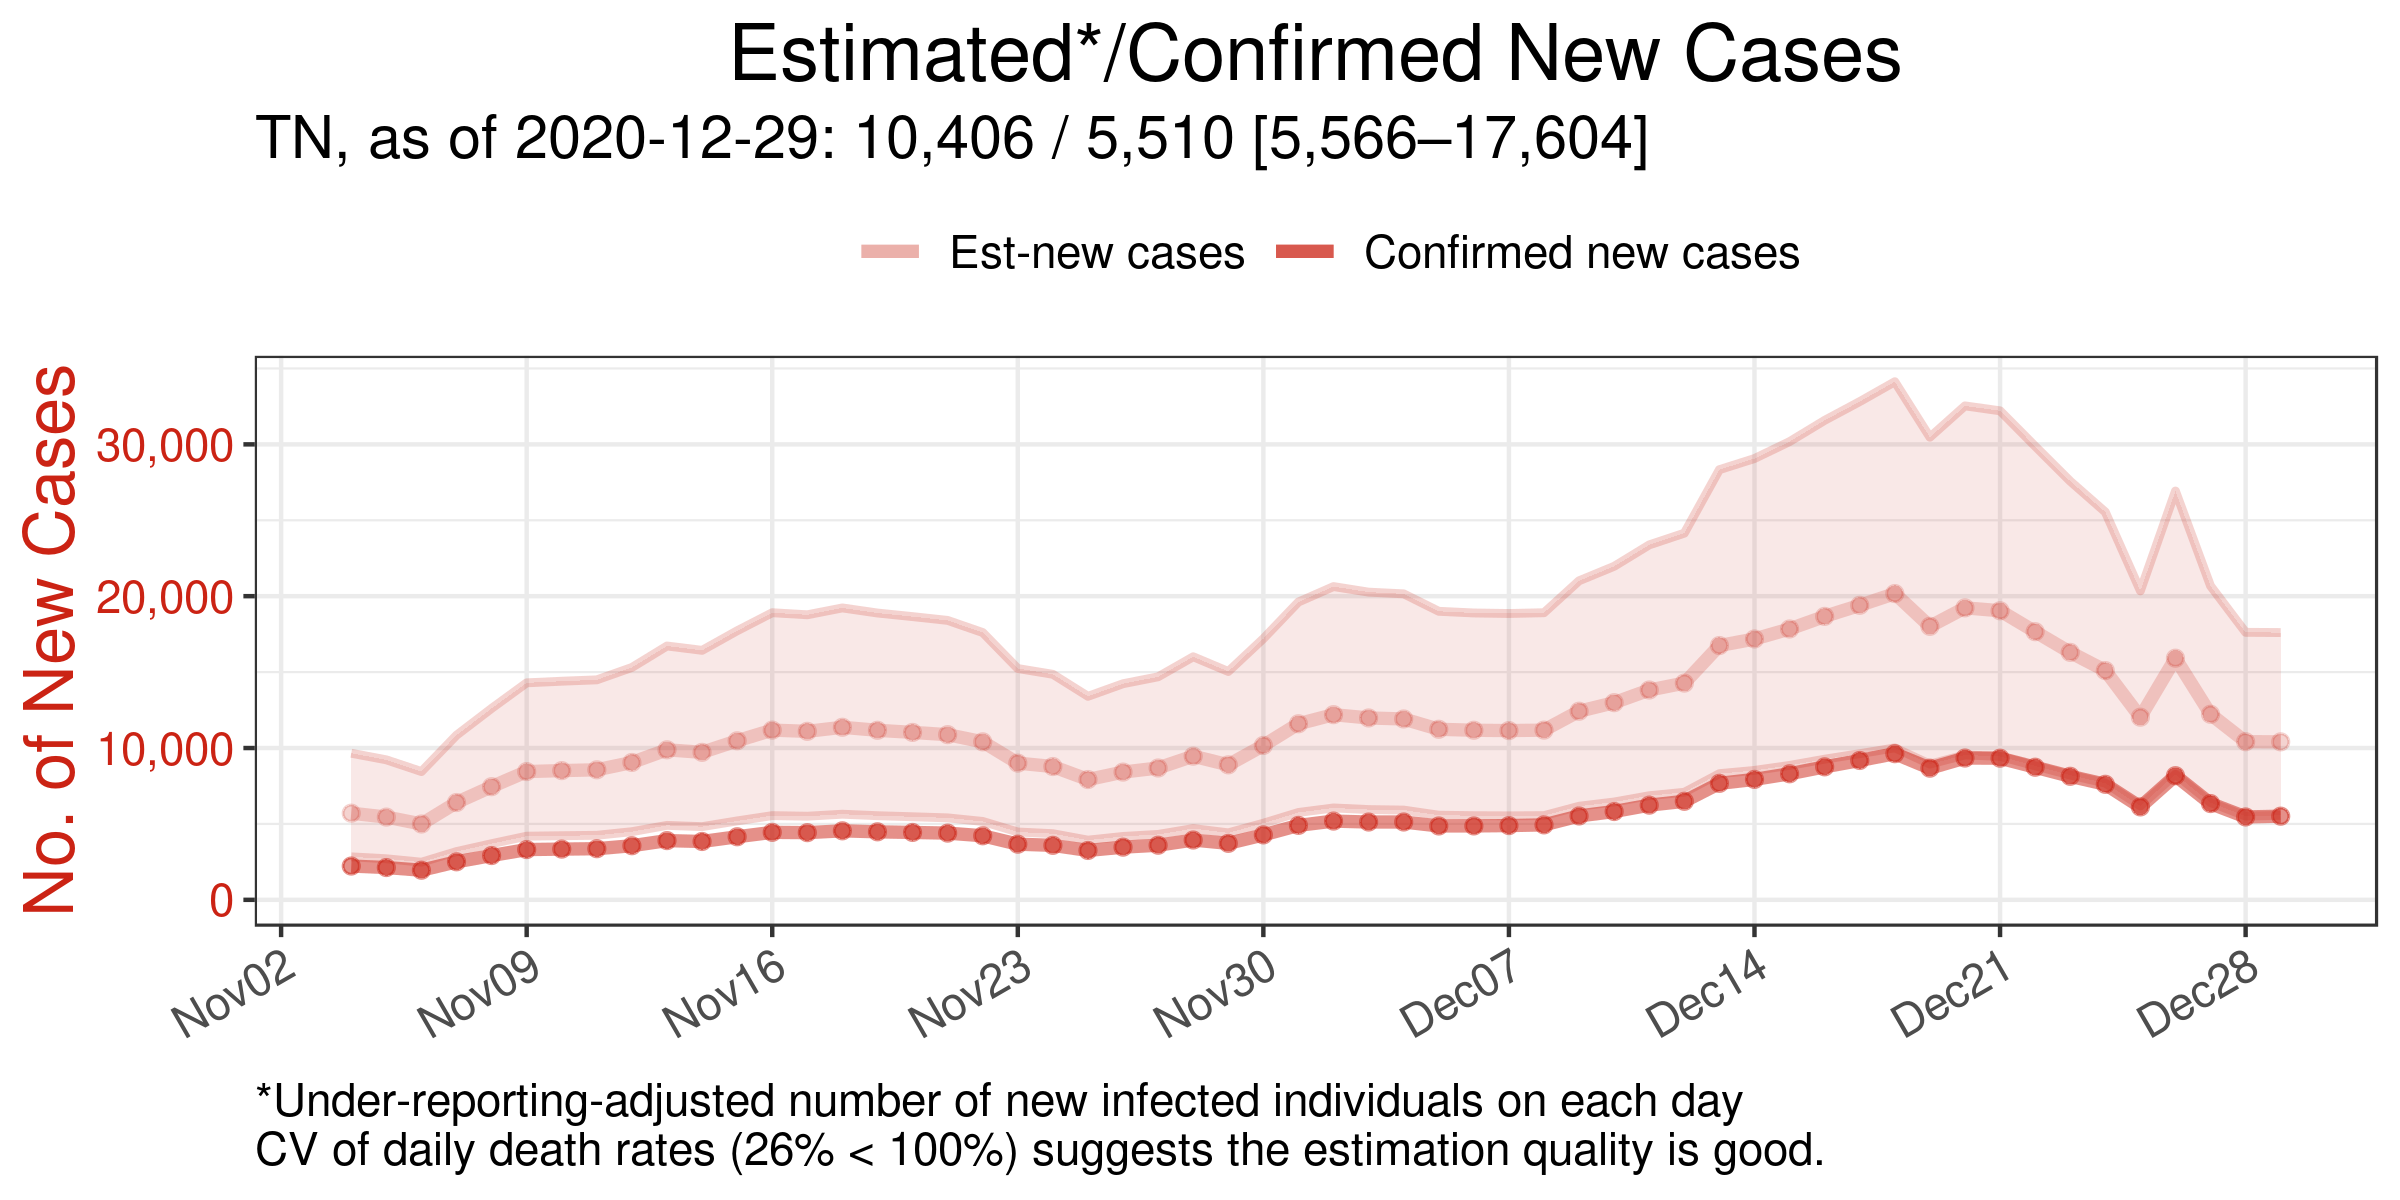 Estimated*/Confirmed New Cases
TN, as of 2020-12-29: 10,406 / 5,510 [5,566–17,604]
Est-new cases
Confirmed new cases
No. of New Cases
30,000
20,000
10,000
0
Nov02
Nov09
Nov16
Nov23
Nov30
Dec07
Dec14
Dec21
Dec28
*Under-reporting-adjusted number of new infected individuals on each day
CV of daily death rates (26% < 100%) suggests the estimation quality is good.